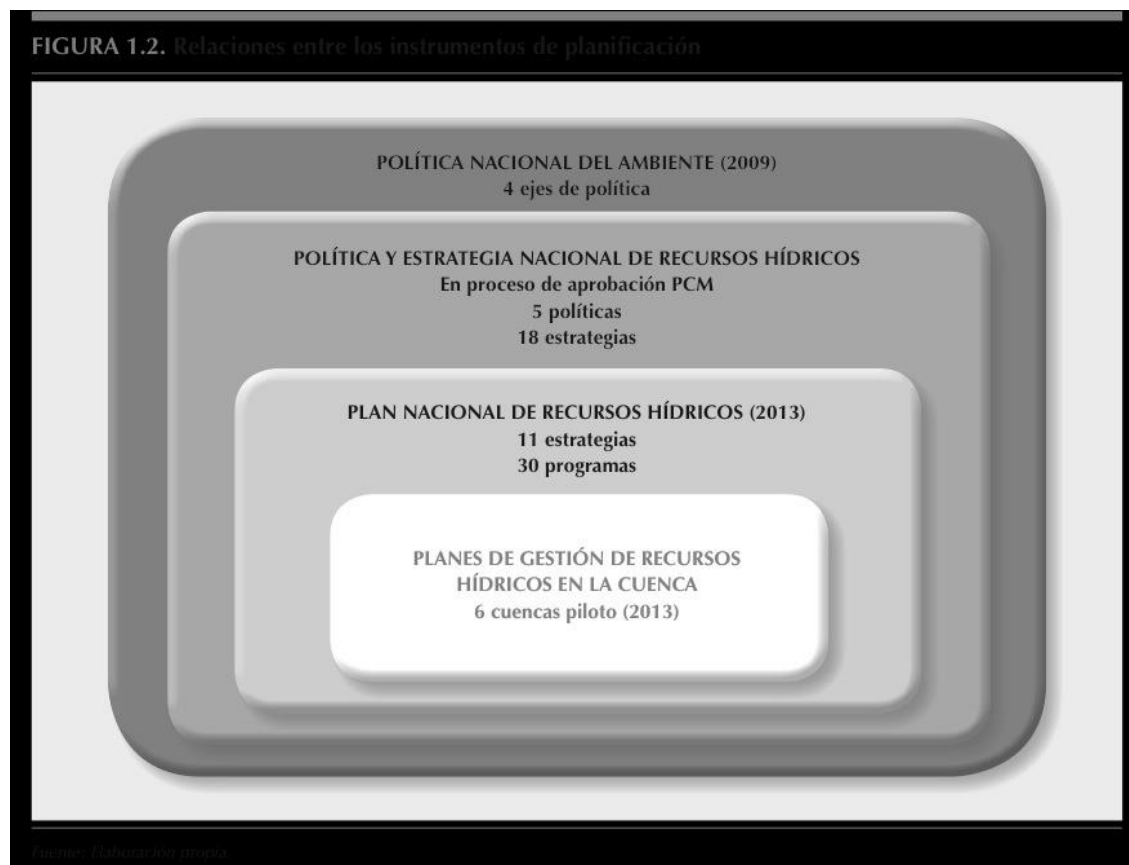 FIGURA 1.2. Relaciones entre los instrumentos de planificación
POLÍTICA NACIONAL DEL AMBIENTE (2009)
4 ejes de política
POLÍTICA Y ESTRATEGIA NACIONAL DE RECURSOS HÍDRICOS
En proceso de aprobación PCM
5 políticas
18 estrategias
PLAN NACIONAL DE RECURSOS HÍDRICOS (2013)
11 estrategias
30 programas
PLANES DE GESTIÓN DE RECURSOS
HÍDRICOS EN LA CUENCA
6 cuencas piloto (2013)
Fuente: Elaboración propia.